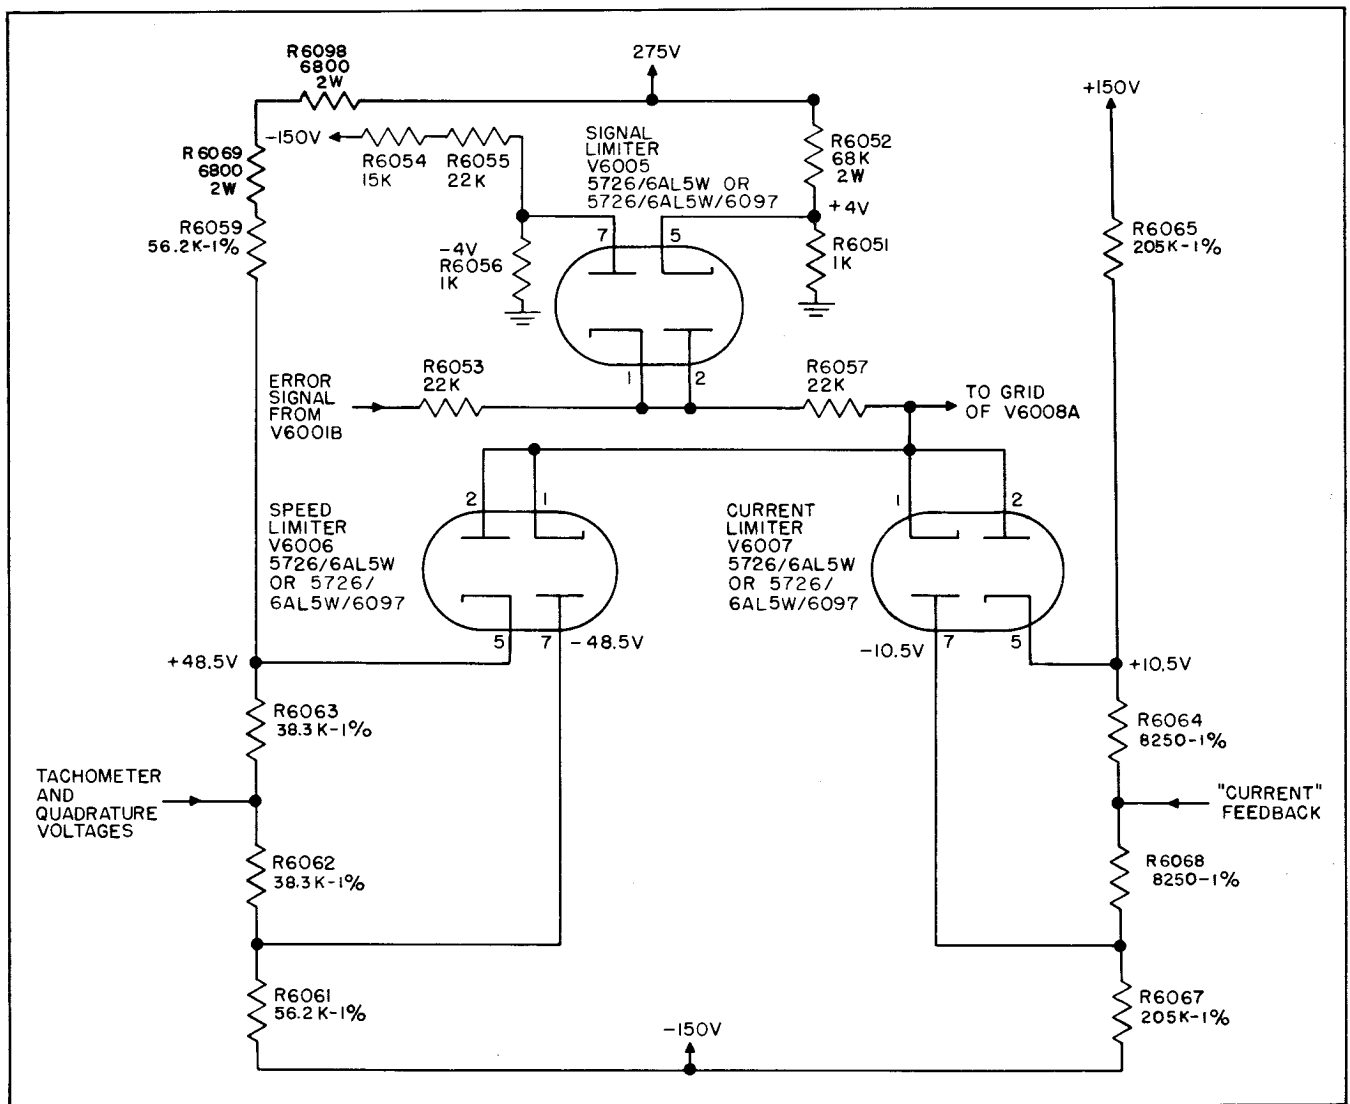 R6098
6800
2W
275V
+150V
-150V
R6054
15K
R6055
22K
SIGNAL
LIMITER
V6005
5726/6AL5W OR
5726/6AL5W/6097
R6052
68K
2W
R6069
6800
2W
R6059
56.2K-1%
+4V
R6051
1K
R6065
205K-1%
-4V
R6056
1K
7
5
1
2
ERROR
SIGNAL
FROM
V6001B
R6053
22K
R6057
22K
TO GRID
OF V6008A
2
1
1
2
SPEED
LIMITER
V6006
5726/6AL5W
OR 5726/
6AL5W/6097
CURRENT
LIMITER
V6007
5726/6AL5W
OR 5726/
6AL5W/6097
5
7
-48.5V
-10.5V
7
5
+48.5V
+10.5V
R6063
38.3K-1%
R6064
8250-1%
TACHOMETER
AND
QUADRATURE
VOLTAGES
"CURRENT"
FEEDBACK
R6062
38.3K-1%
R6068
8250-1%
R6061
56.2K-1%
R6067
205K-1%
-150V